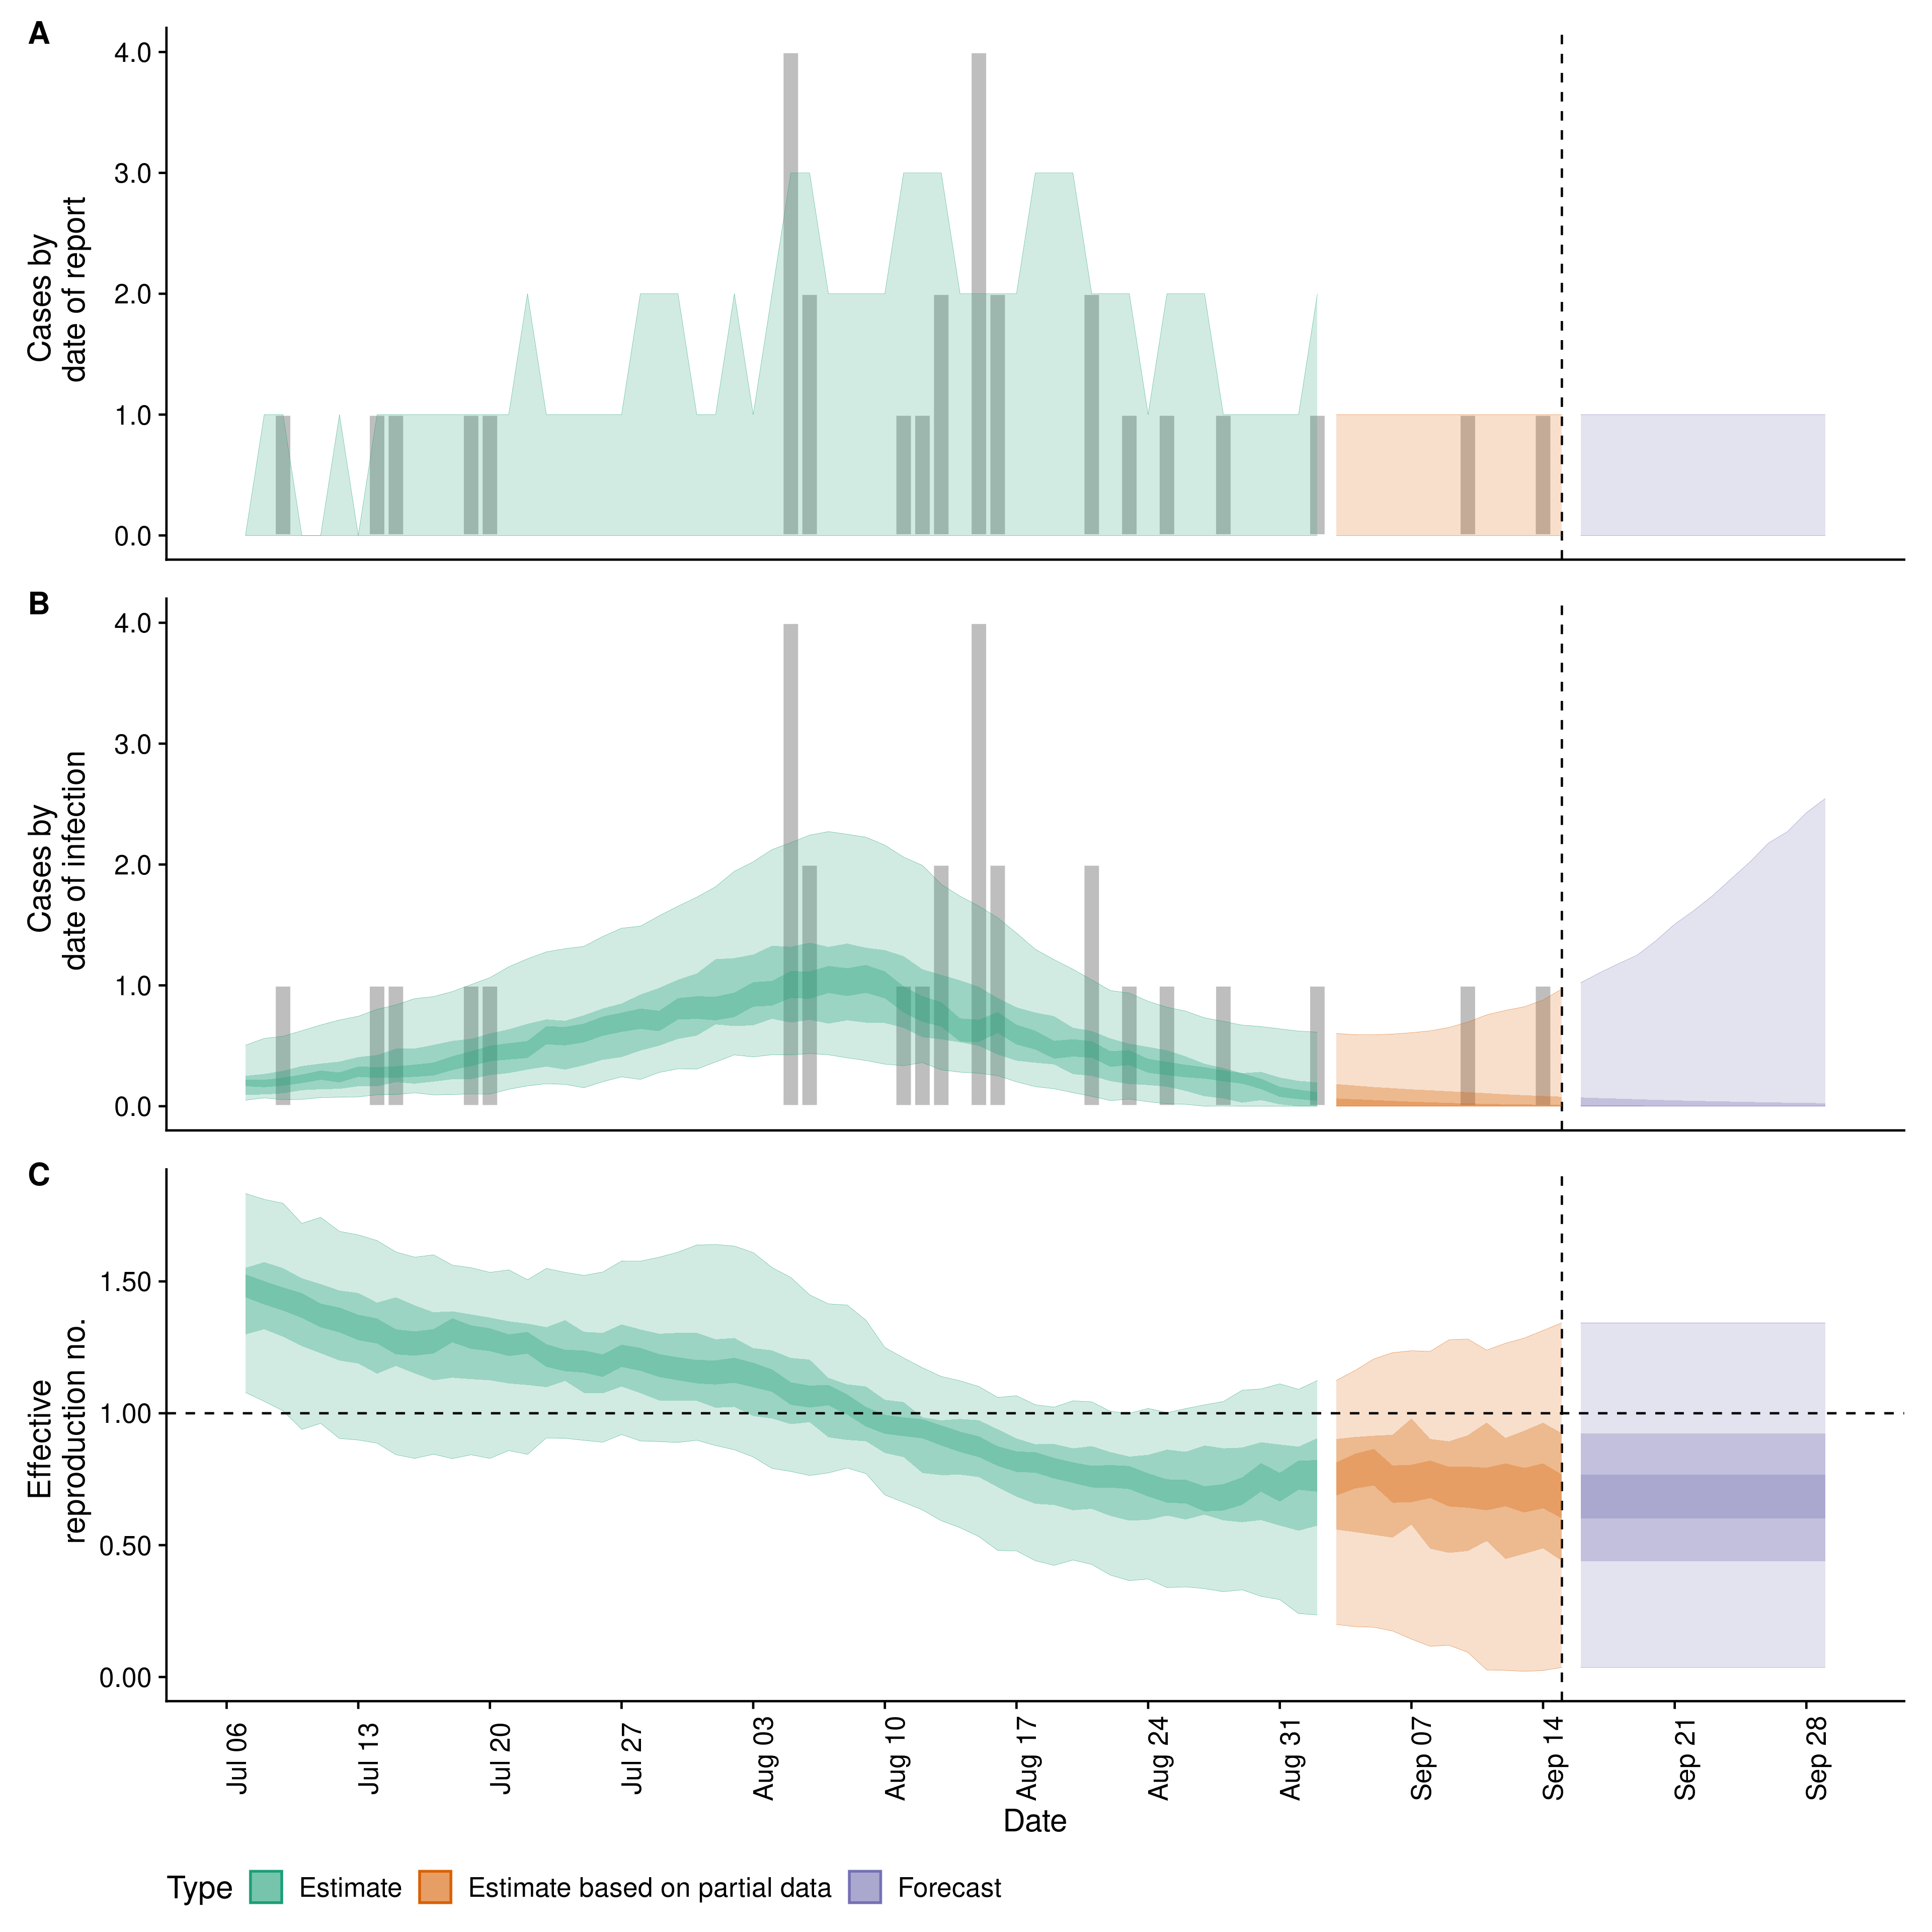 A
4.0
3.0
2.0
1.0
0.0
Cases by
date of report
B
4.0
3.0
2.0
1.0
0.0
Cases by
date of infection
C
1.50
1.00
0.50
0.00
Effective
reproduction no.
Jul 06
Jul 13
Jul 20
Jul 27
Aug 03
Aug 10
Aug 17
Aug 24
Aug 31
Sep 07
Sep 14
Sep 21
Sep 28
Date
Type
Estimate
Estimate based on partial data
Forecast